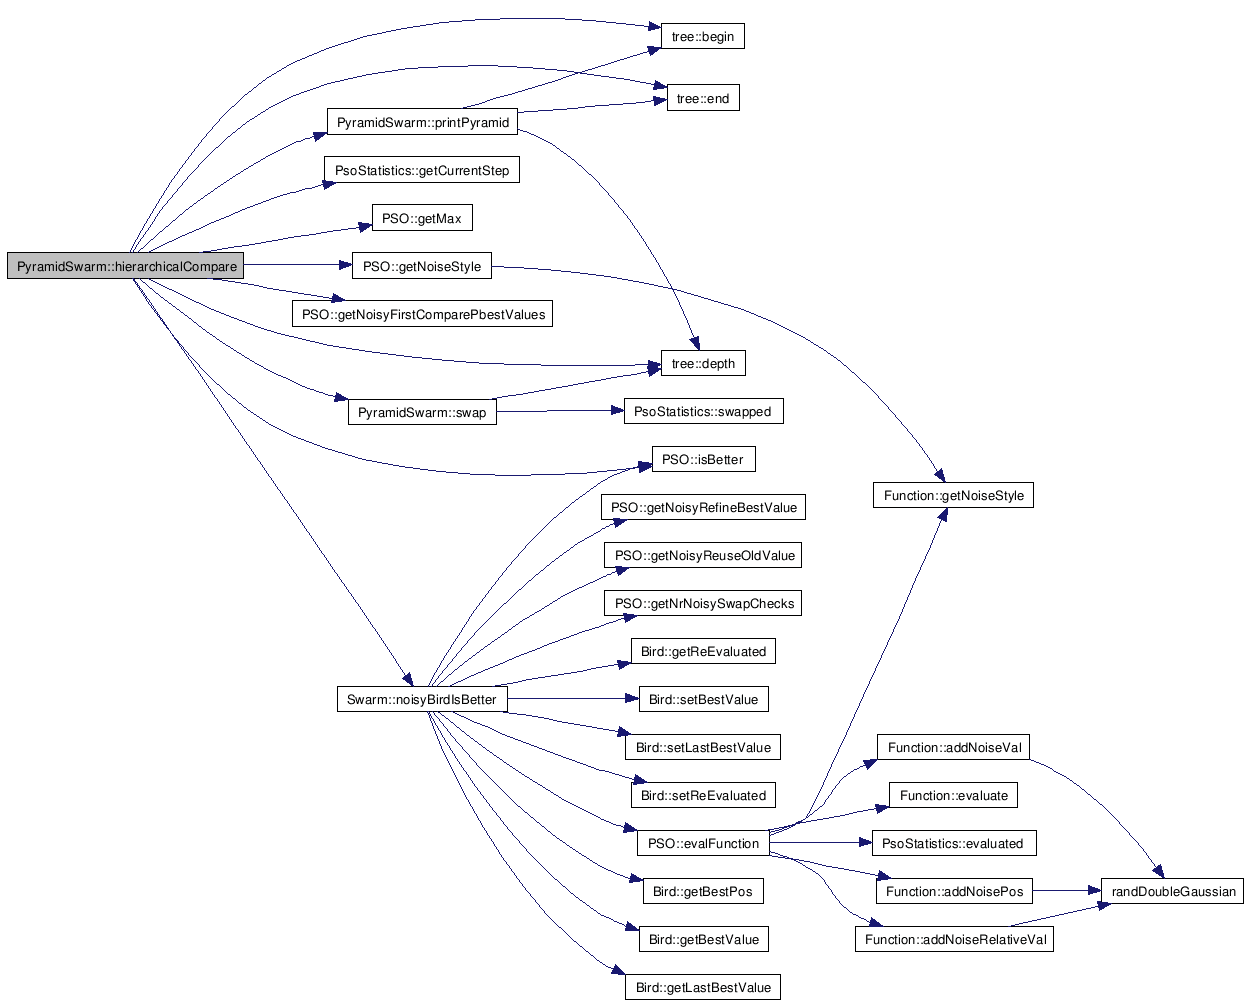 tree::begin
tree::end
PyramidSwarm::printPyramid
PsoStatistics::getCurrentStep
PSO::getMax
PyramidSwarm::hierarchicalCompare
PSO::getNoiseStyle
PSO::getNoisyFirstComparePbestValues
tree::depth
PyramidSwarm::swap
PsoStatistics::swapped
PSO::isBetter
Function::getNoiseStyle
PSO::getNoisyRefineBestValue
PSO::getNoisyReuseOldValue
PSO::getNrNoisySwapChecks
Bird::getReEvaluated
Swarm::noisyBirdIsBetter
Bird::setBestValue
Bird::setLastBestValue
Function::addNoiseVal
Bird::setReEvaluated
Function::evaluate
PSO::evalFunction
PsoStatistics::evaluated
Bird::getBestPos
Function::addNoisePos
randDoubleGaussian
Bird::getBestValue
Function::addNoiseRelativeVal
Bird::getLastBestValue